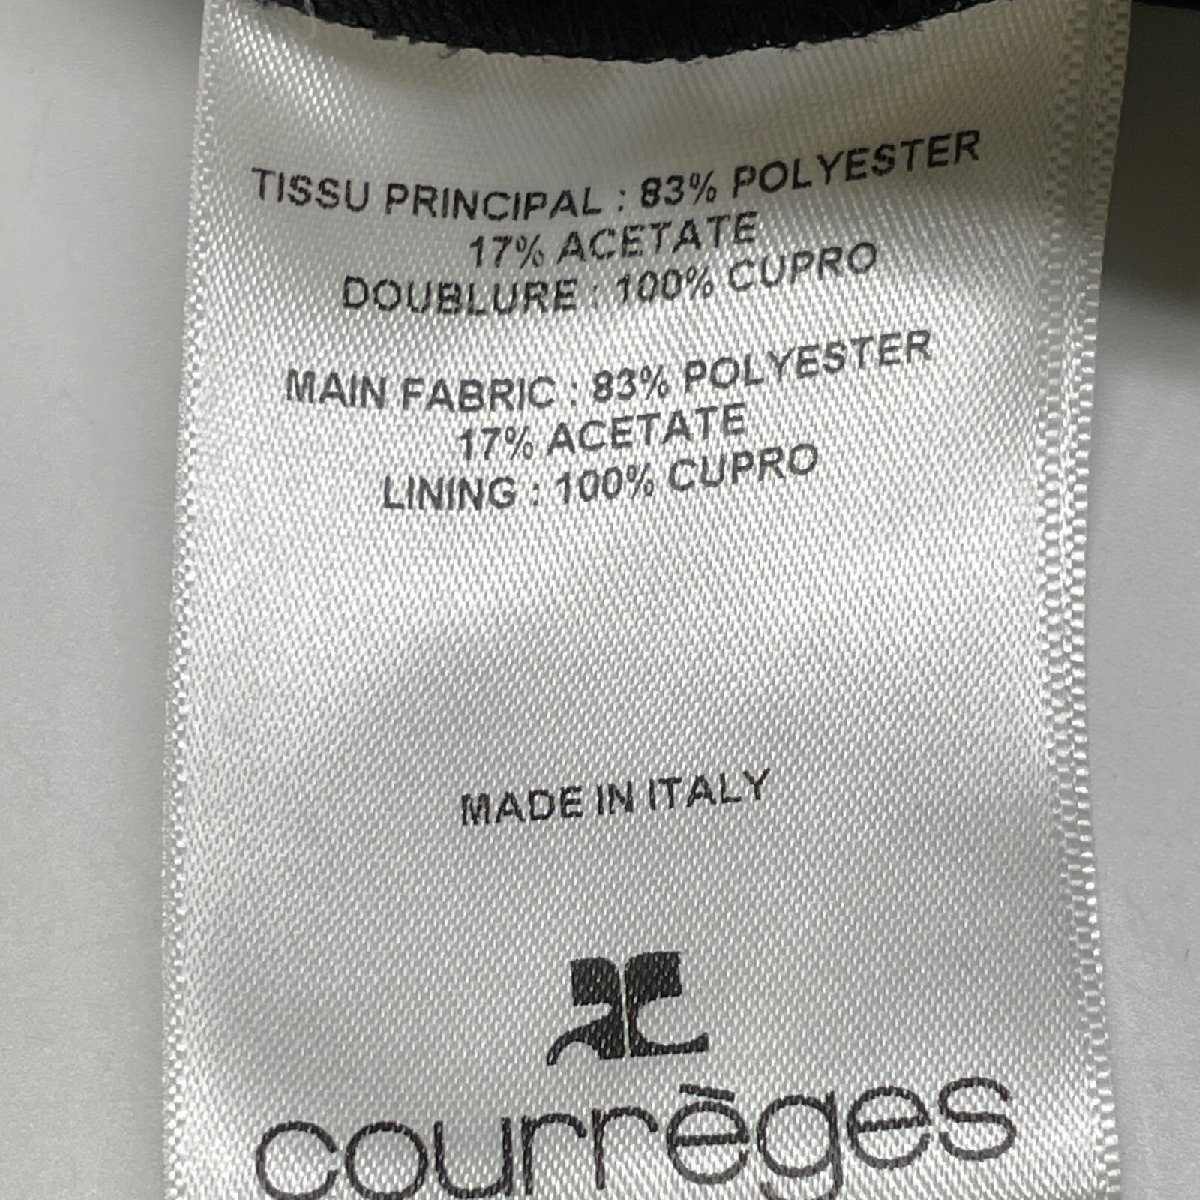 TISSU PRINCIPAL : 83% POLYESTER
17% ACETATE
DOUBLURE : 100% CUPRO
MAIN FABRIC : 83% POLYESTER
17% ACETATE
LINING : 100% CUPRO
MADE IN ITALY
courrèges